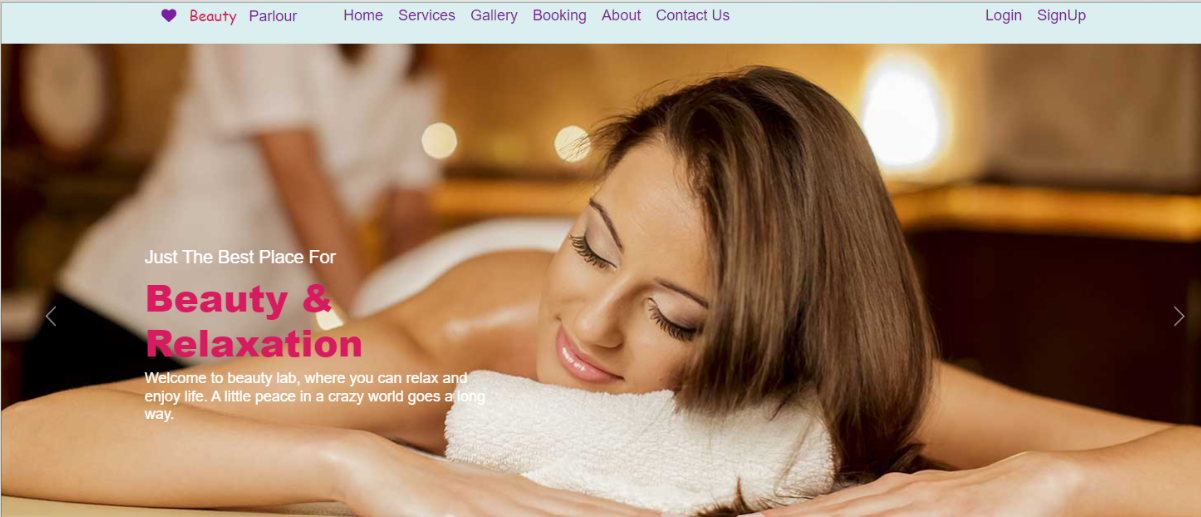 Beauty Parlour Home Services Gallery Booking About Contact Us Login SignUp
Just The Best Place For
Beauty &
Relaxation
Welcome to beauty lab, where you can relax and
enjoy life. A little peace in a crazy world goes a long
way.